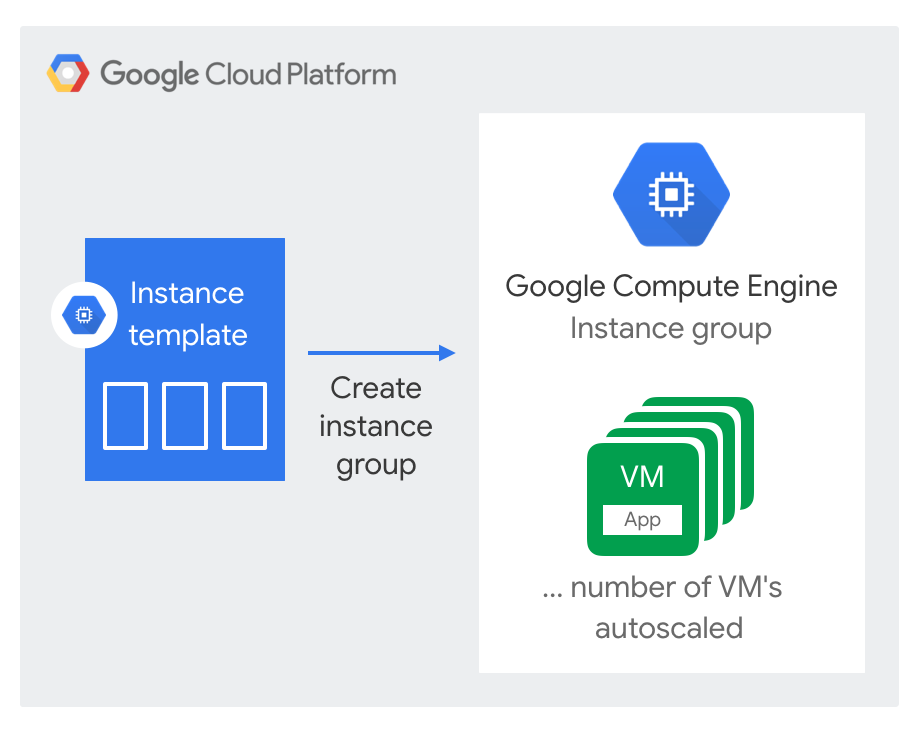 Google Cloud Platform
Instance
template
Create
instance
group
Google Compute Engine
Instance group
VM
App
... number of VM's
autoscaled